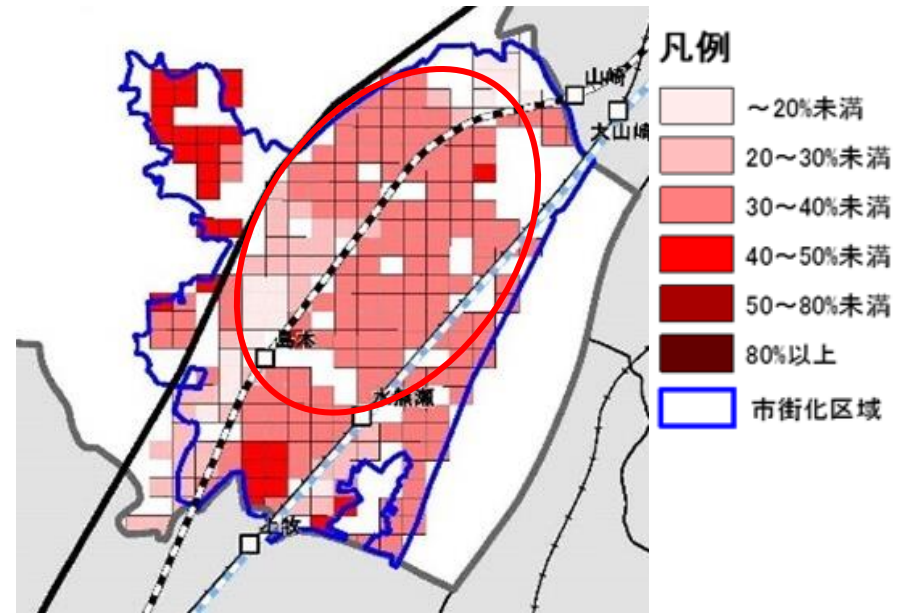 山崎
大山崎
島本
水無瀬
上牧
凡例
～20%未満
20～30%未満
30～40%未満
40～50%未満
50～80%未満
80%以上
市街化区域